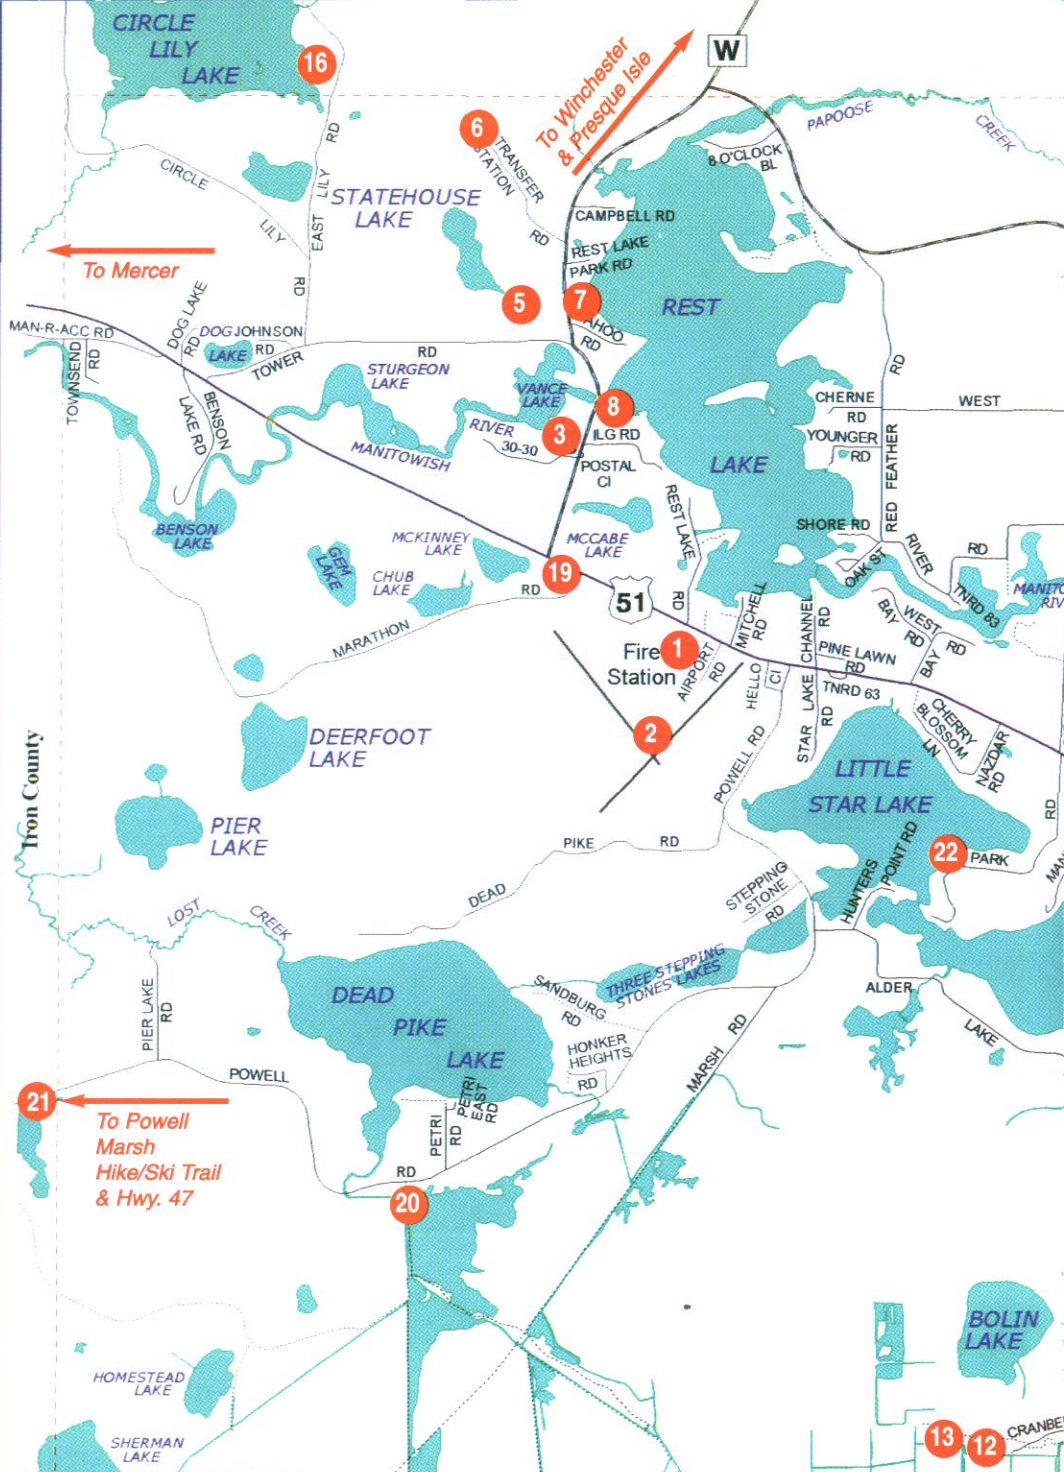 CIRCLE
LILY
LAKE
16
W
To Winchester
& Presque Isle
6
TRANSFER
STATION
RD
PAPOOSE
CREEK
8 O'CLOCK
BL
CIRCLE
LILY
RD
EAST LILY
RD
STATEHOUSE
LAKE
CAMPBELL RD
REST LAKE
PARK RD
To Mercer
5
7
AHOO
RD
REST
LAKE
MAN-R-ACC RD
DOG LAKE
RD
DOG
LAKE
JOHNSON
RD
TOWER
RD
TOWNSEND
RD
BENSON
LAKE RD
STURGEON
LAKE
VANCE
LAKE
8
3
ILG RD
RIVER
30-30
POSTAL
CI
MANITOWISH
CHERNE
RD
YOUNGER
RD
WEST
RD
RED FEATHER
BENSON
LAKE
GEM
LAKE
MCKINNEY
LAKE
CHUB
LAKE
MCCABE
LAKE
REST LAKE
RD
SHORE RD
OAK ST
RIVER
RD
TNRD 83
MANITO
RIV
19
RD
MARATHON
51
Fire
Station
1
AIRPORT
RD
MITCHELL
RD
HELLO
CI
STAR LAKE CHANNEL
RD
RD
PINE LAWN
RD
TNRD 63
BAY
RD
WEST
RD
BAY
CHERRY
BLOSSOM
LN
NAZDAR
RD
2
POWELL RD
DEERFOOT
LAKE
Iron County
PIER
LAKE
LITTLE
STAR LAKE
22
PARK
RD
MAN
HUNTERS
POINT RD
PIKE
RD
DEAD
STEPPING
STONE
RD
LOST
CREEK
THREE STEPPING
STONES LAKES
PIER LAKE
RD
DEAD
PIKE
LAKE
SANDBURG
RD
HONKER
HEIGHTS
RD
MARSH
RD
ALDER
LAKE
POWELL
21
To Powell
Marsh
Hike/Ski Trail
& Hwy. 47
PETRI
RD
PETRI
EAST
RD
RD
20
BOLIN
LAKE
HOMESTEAD
LAKE
SHERMAN
LAKE
13
12
CRANBE